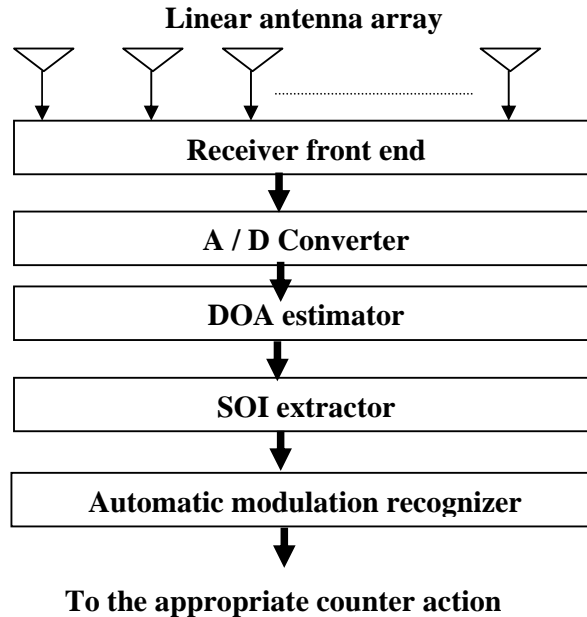 Linear antenna array
Receiver front end
A / D Converter
DOA estimator
SOI extractor
Automatic modulation recognizer
To the appropriate counter action